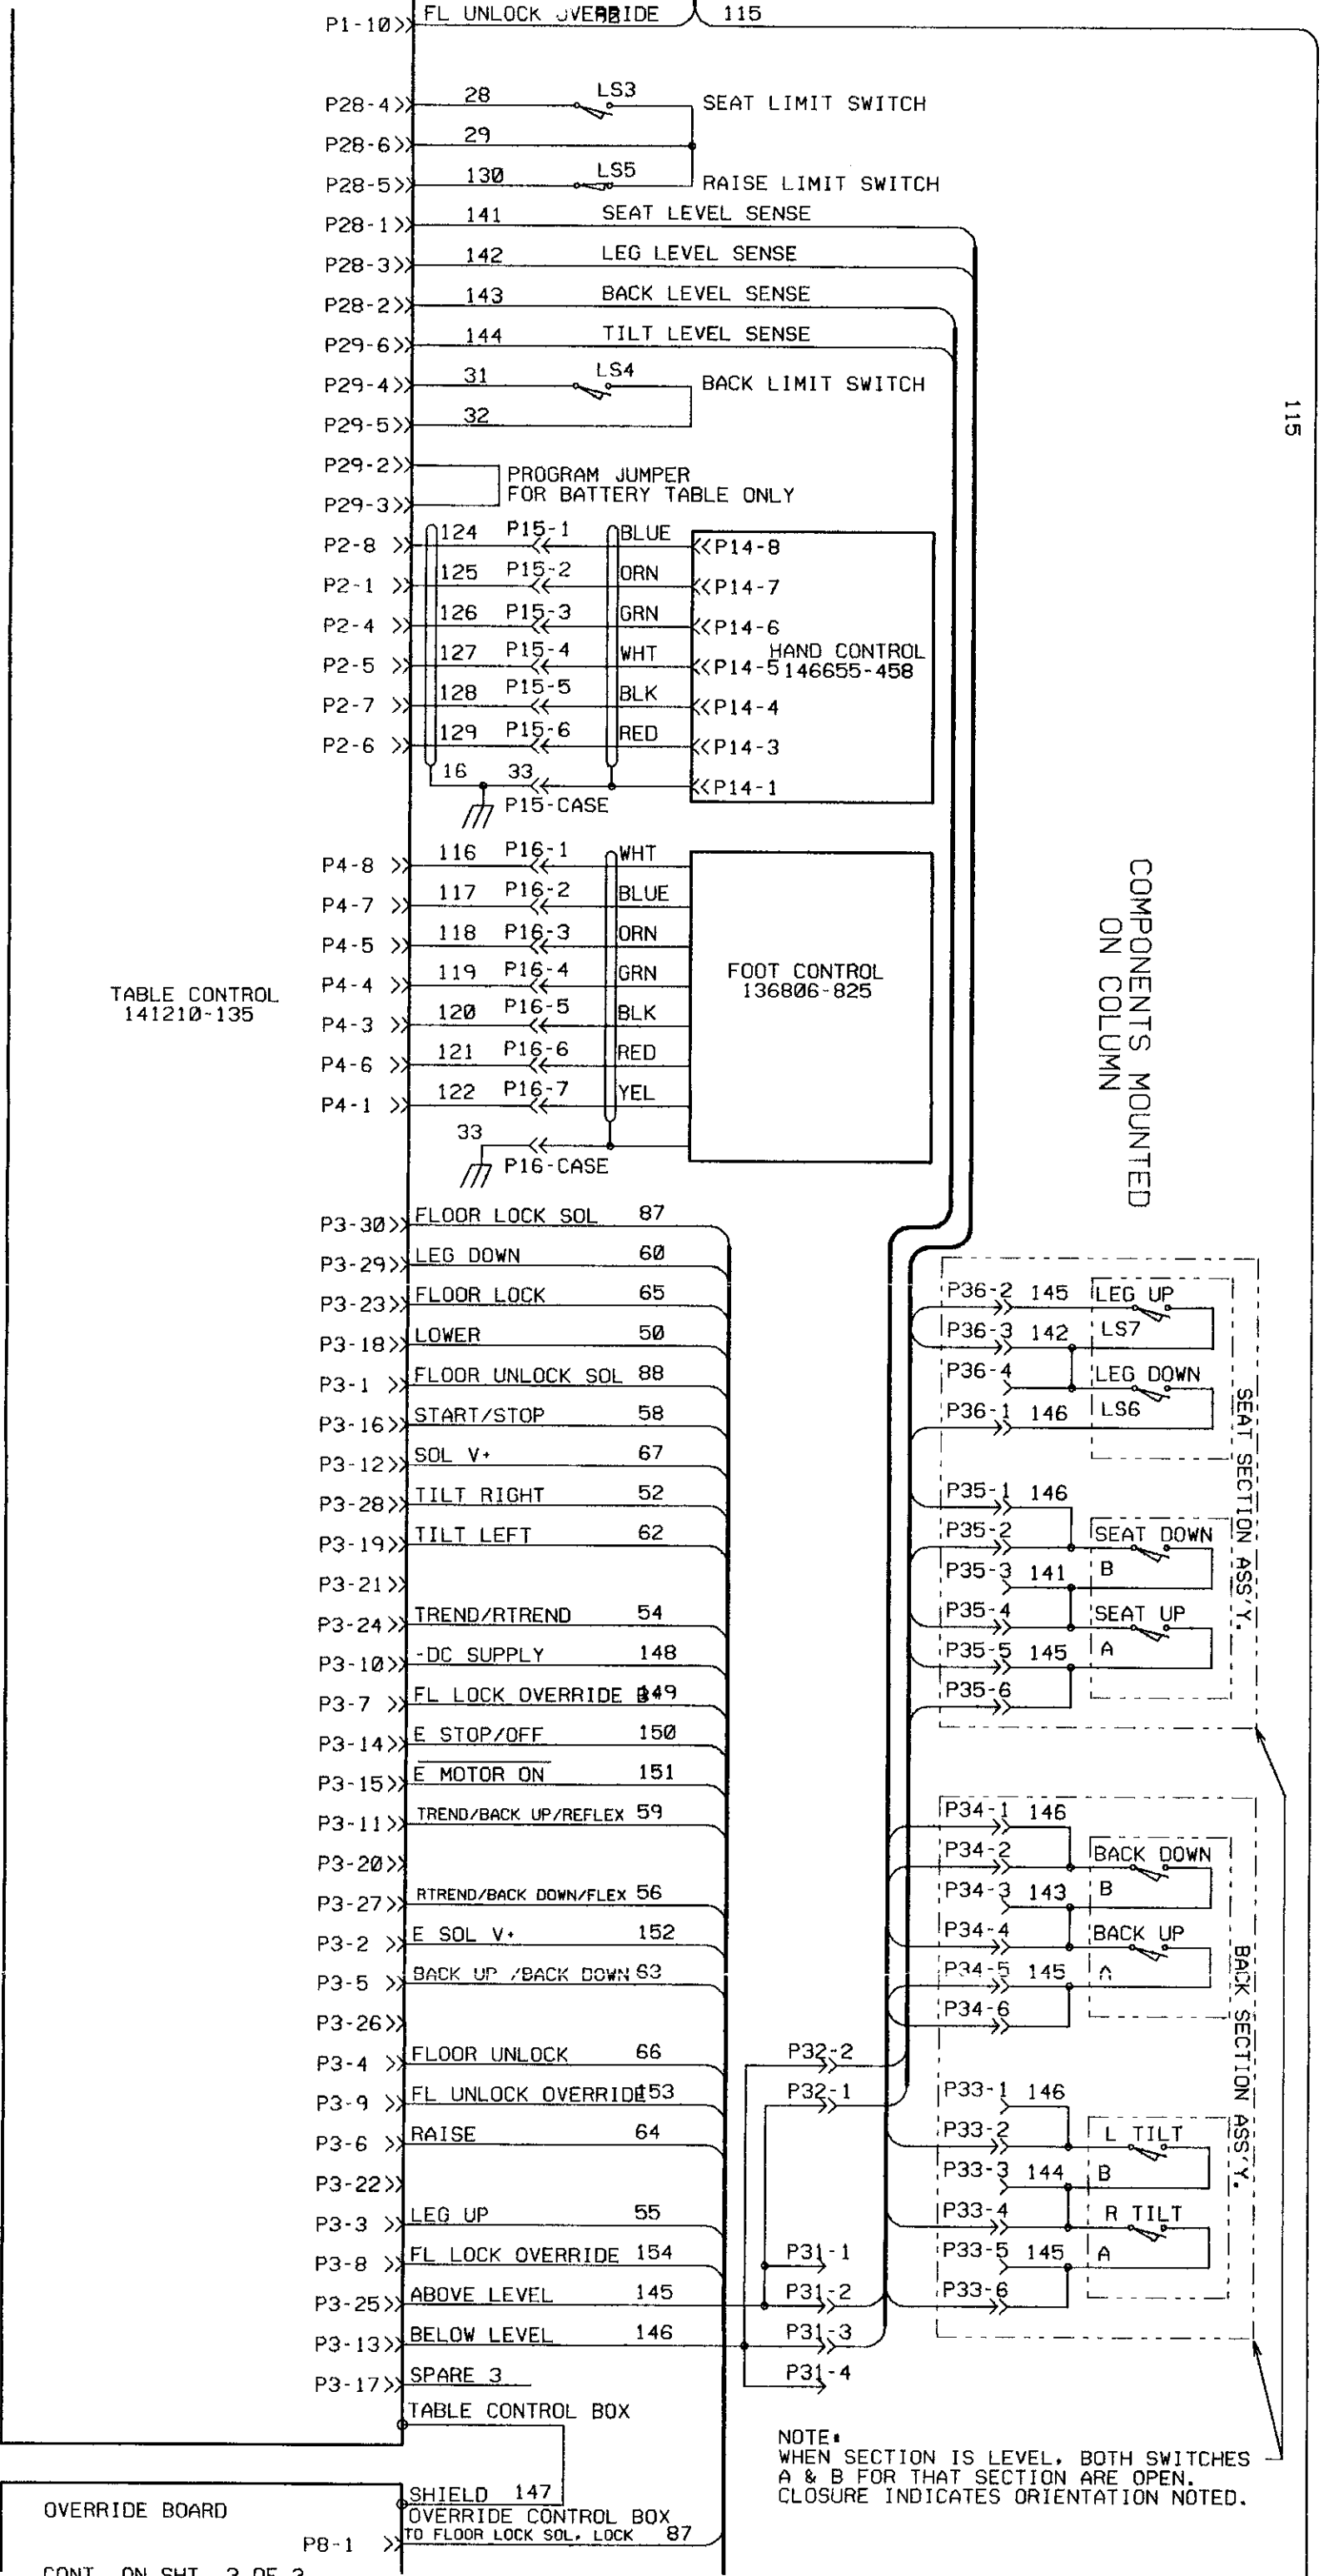 P1-10 FL UNLOCK OVERRIDE 115
P28-4 28 LS3 SEAT LIMIT SWITCH
P28-6 29
P28-5 130 LS5 RAISE LIMIT SWITCH
P28-1 141 SEAT LEVEL SENSE
P28-3 142 LEG LEVEL SENSE
P28-2 143 BACK LEVEL SENSE
P29-6 144 TILT LEVEL SENSE
P29-4 31 LS4 BACK LIMIT SWITCH
P29-5 32
115
P29-2
PROGRAM JUMPER
FOR BATTERY TABLE ONLY
P29-3
P2-8 124 P15-1 BLUE P14-8
P2-1 125 P15-2 ORN P14-7
P2-4 126 P15-3 GRN P14-6
P2-5 127 P15-4 WHT P14-5
P2-7 128 P15-5 BLK P14-4
P2-6 129 P15-6 RED P14-3
16 33 P14-1
P15-CASE
HAND CONTROL
146655-458
P4-8 116 P16-1 WHT
P4-7 117 P16-2 BLUE
P4-5 118 P16-3 ORN
P4-4 119 P16-4 GRN
P4-3 120 P16-5 BLK
P4-6 121 P16-6 RED
P4-1 122 P16-7 YEL
33
P16-CASE
FOOT CONTROL
136806-825
COMPONENTS MOUNTED
ON COLUMN
TABLE CONTROL
141210-135
P3-30 FLOOR LOCK SOL 87
P3-29 LEG DOWN 60
P3-23 FLOOR LOCK 65
P3-18 LOWER 50
P3-1 FLOOR UNLOCK SOL 88
P3-16 START/STOP 58
P3-12 SOL V+ 67
P3-28 TILT RIGHT 52
P3-19 TILT LEFT 62
P3-21
P3-24 TREND/RTREND 54
P3-10 -DC SUPPLY 148
P3-7 FL LOCK OVERRIDE 149
P3-14 E STOP/OFF 150
P3-15 E MOTOR ON 151
P3-11 TREND/BACK UP/REFLEX 59
P3-20
P3-27 RTREND/BACK DOWN/FLEX 56
P3-2 E SOL V+ 152
P3-5 BACK UP /BACK DOWN 63
P3-26
P3-4 FLOOR UNLOCK 66
P3-9 FL UNLOCK OVERRIDE 153
P3-6 RAISE 64
P3-22
P3-3 LEG UP 55
P3-8 FL LOCK OVERRIDE 154
P3-25 ABOVE LEVEL 145
P3-13 BELOW LEVEL 146
P3-17 SPARE 3
TABLE CONTROL BOX
P32-2
P32-1
P31-1
P31-2
P31-3
P31-4
P36-2 145 LEG UP
P36-3 142 LS7
P36-4 LEG DOWN
P36-1 146 LS6
P35-1 146
P35-2 SEAT DOWN
P35-3 141 B
P35-4 SEAT UP
P35-5 145 A
P35-6
SEAT SECTION ASS'Y.
P34-1 146
P34-2 BACK DOWN
P34-3 143 B
P34-4 BACK UP
P34-5 145 A
P34-6
P33-1 146
P33-2 L TILT
P33-3 144 B
P33-4 R TILT
P33-5 145 A
P33-6
BACK SECTION ASS'Y.
NOTE:
WHEN SECTION IS LEVEL, BOTH SWITCHES
A & B FOR THAT SECTION ARE OPEN.
CLOSURE INDICATES ORIENTATION NOTED.
SHIELD 147
OVERRIDE BOARD
OVERRIDE CONTROL BOX
P8-1 TO FLOOR LOCK SOL, LOCK 87
CONT. ON SHT. 2 OF 2